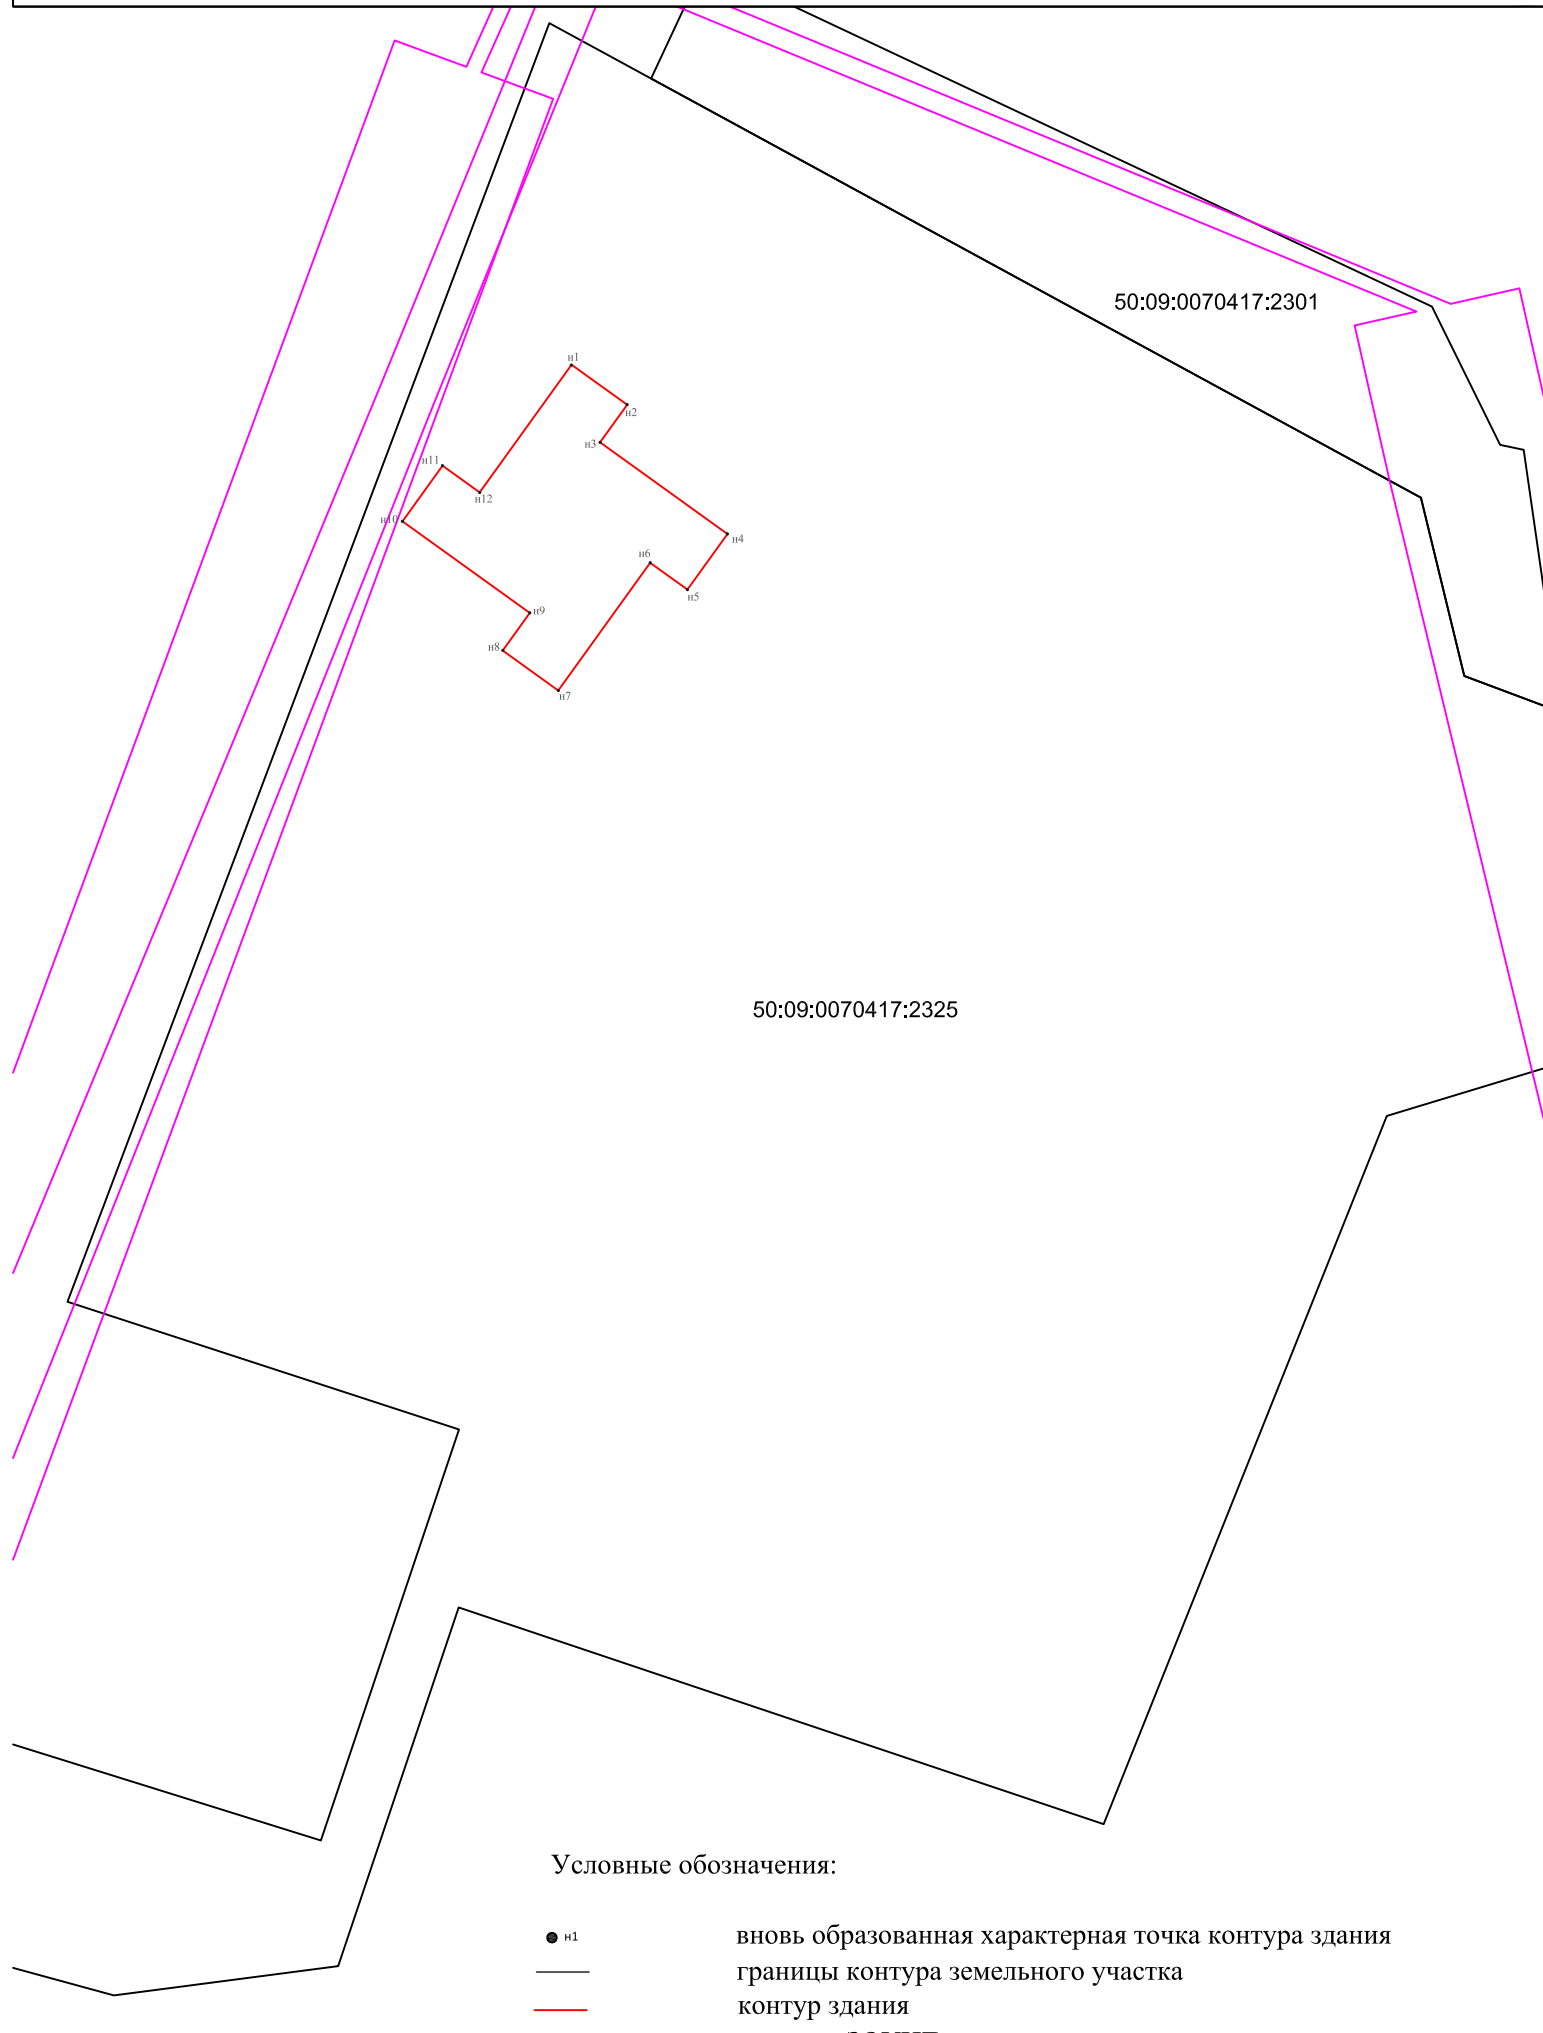 50:09:0070417:2301
н1
н2
н3
н11
н12
н10
н4
н6
н5
н9
н8
н7
50:09:0070417:2325
Условные обозначения:
н1 вновь образованная характерная точка контура здания
границы контура земельного участка
контур здания